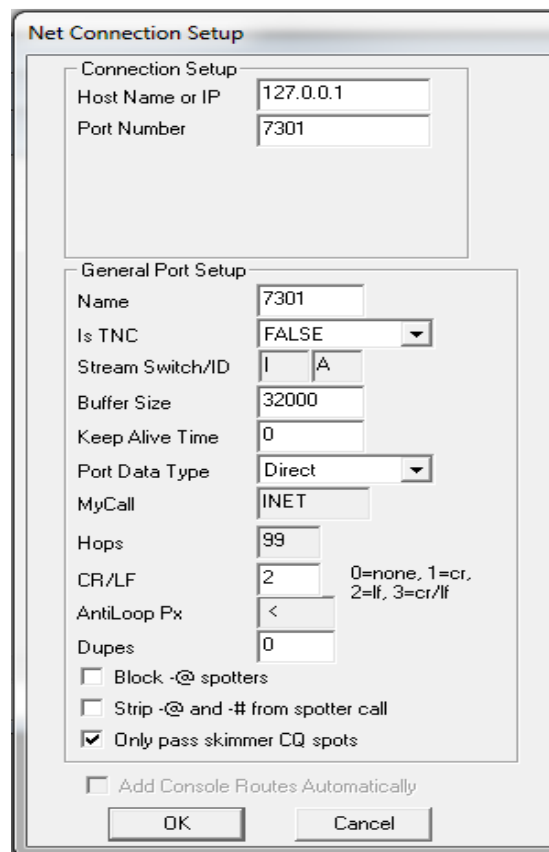 Net Connection Setup
Connection Setup
Host Name or IP 127.0.0.1
Port Number 7301
General Port Setup
Name 7301
Is TNC FALSE
Stream Switch/ID | A
Buffer Size 32000
Keep Alive Time 0
Port Data Type Direct
MyCall INET
Hops 99
CR/LF 2 0=none, 1=cr,
2=lf, 3=cr/lf
AntiLoop Px <
Dupes 0
Block -@ spotters
Strip -@ and -# from spotter call
Only pass skimmer CQ spots
Add Console Routes Automatically
OK Cancel